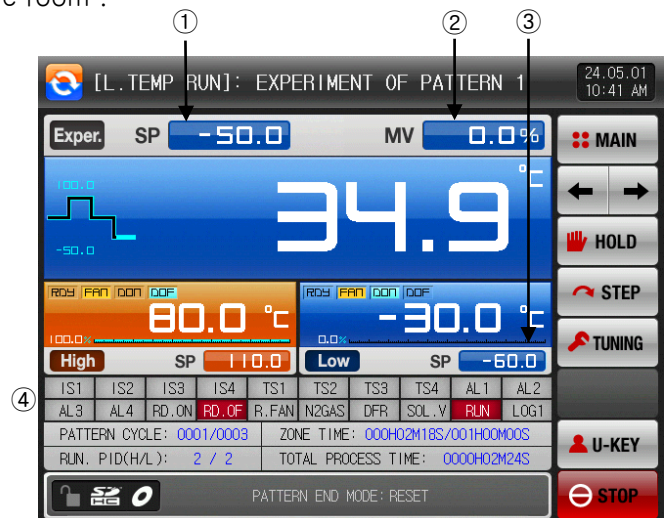 e room .
① ② ③
[L.TEMP RUN]: EXPERIMENT OF PATTERN 1
24.05.01
10:41 AM
Exper. SP -50.0 MV 0.0%
MAIN
100.0
-50.0
34.9 °C
HOLD
RDY FAN DON DOF
80.0 °C
100.0%
RDY FAN DON DOF
-30.0 °C
0.0%
STEP
High SP 110.0
Low SP -60.0
TUNING
④
IS1 IS2 IS3 IS4 TS1 TS2 TS3 TS4 AL1 AL2
AL3 AL4 RD.ON RD.OF R.FAN N2GAS DFR SOL.V RUN LOG1
PATTERN CYCLE: 0001/0003 ZONE TIME: 000H02M18S/001H00M00S
RUN. PID(H/L): 2 / 2 TOTAL PROCESS TIME: 0000H02M24S
U-KEY
SD HC
PATTERN END MODE: RESET
STOP